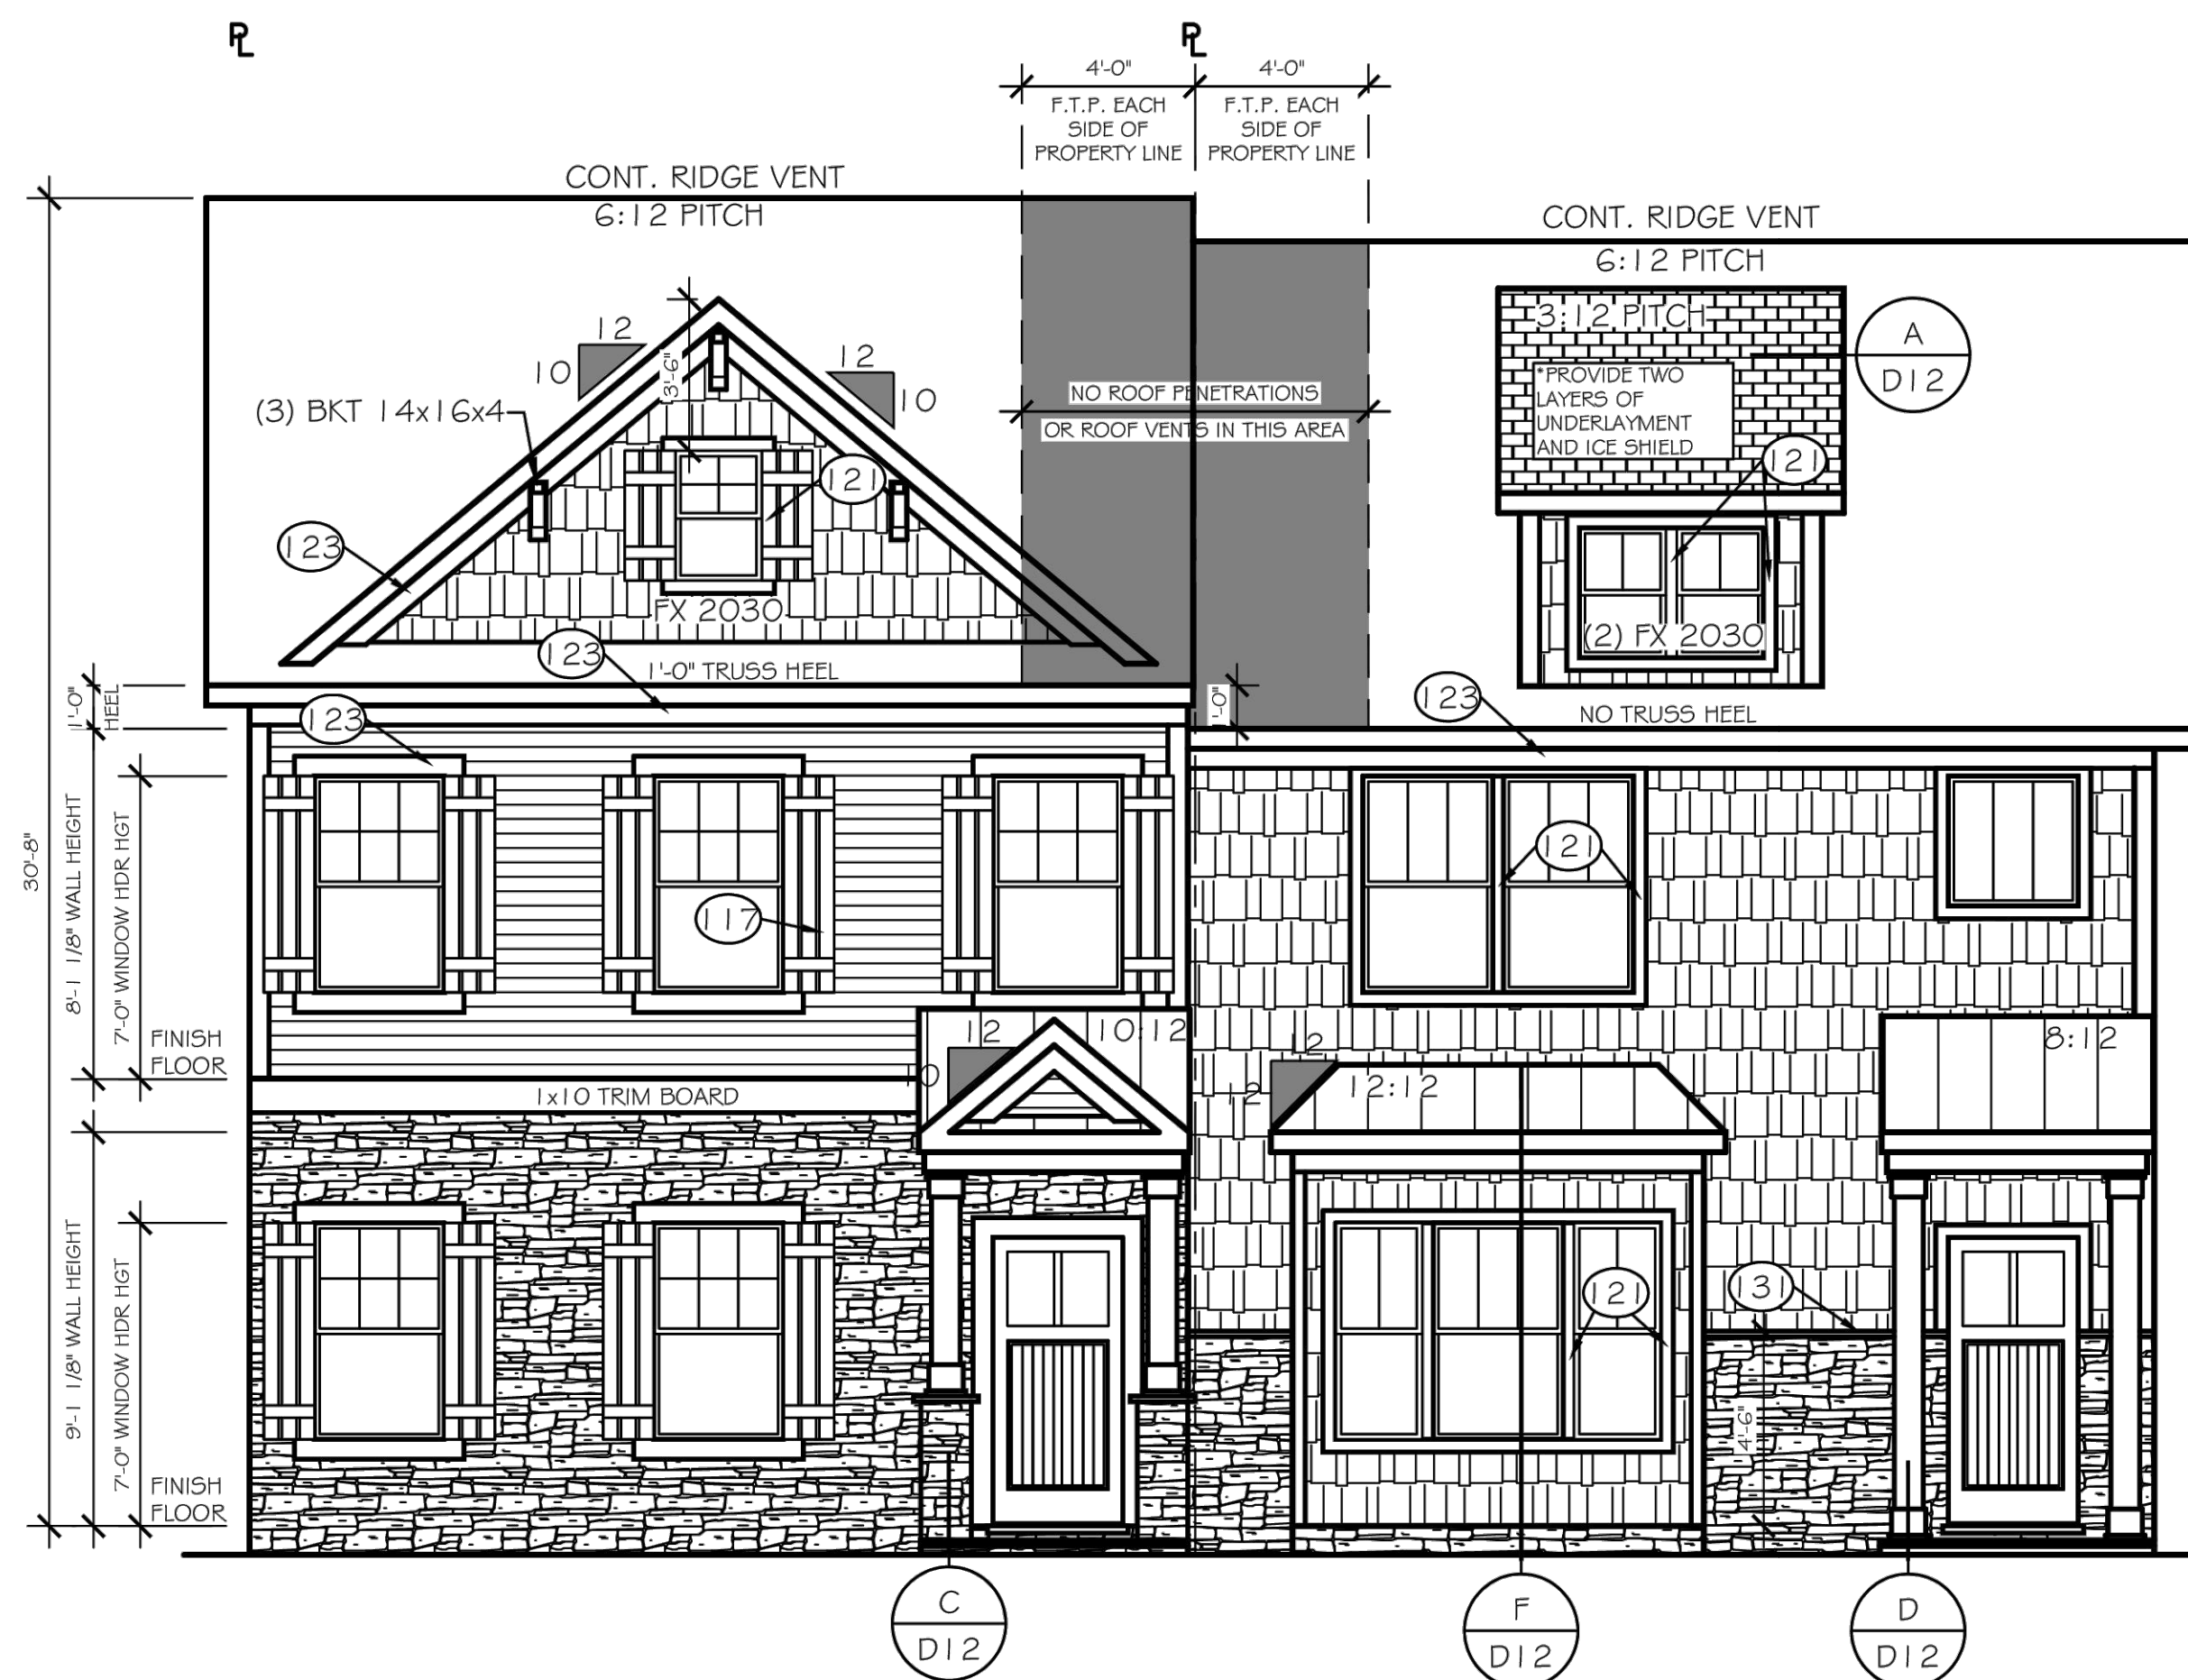 PL
PL
4'-0"
4'-0"
F.T.P. EACH
SIDE OF
PROPERTY LINE
F.T.P. EACH
SIDE OF
PROPERTY LINE
CONT. RIDGE VENT
6:12 PITCH
CONT. RIDGE VENT
6:12 PITCH
3:12 PITCH
*PROVIDE TWO
LAYERS OF
UNDERLAYMENT
AND ICE SHIELD
A
D12
12
10
3'-6"
12
10
(3) BKT 14x16x4
NO ROOF PENETRATIONS
OR ROOF VENTS IN THIS AREA
121
121
123
FX 2030
(2) FX 2030
123
1'-0" TRUSS HEEL
1'-0"
HEEL
123
1'-0"
123
NO TRUSS HEEL
30'-8"
8'-1 1/8" WALL HEIGHT
7'-0" WINDOW HDR HGT
121
117
FINISH
FLOOR
12
10
10:12
12
12
12:12
8:12
1x10 TRIM BOARD
9'-1 1/8" WALL HEIGHT
7'-0" WINDOW HDR HGT
121
131
4'-6"
FINISH
FLOOR
C
D12
F
D12
D
D12